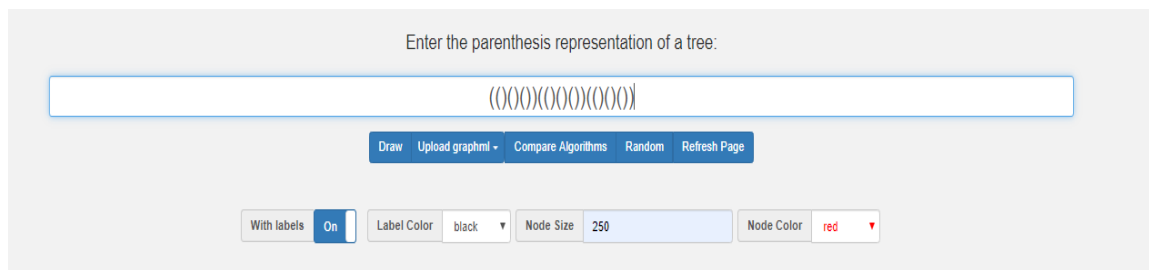 Enter the parenthesis representation of a tree:
(()()())(()()())(()()())
Draw Upload graphml Compare Algorithms Random Refresh Page
With labels On Label Color black Node Size 250 Node Color red